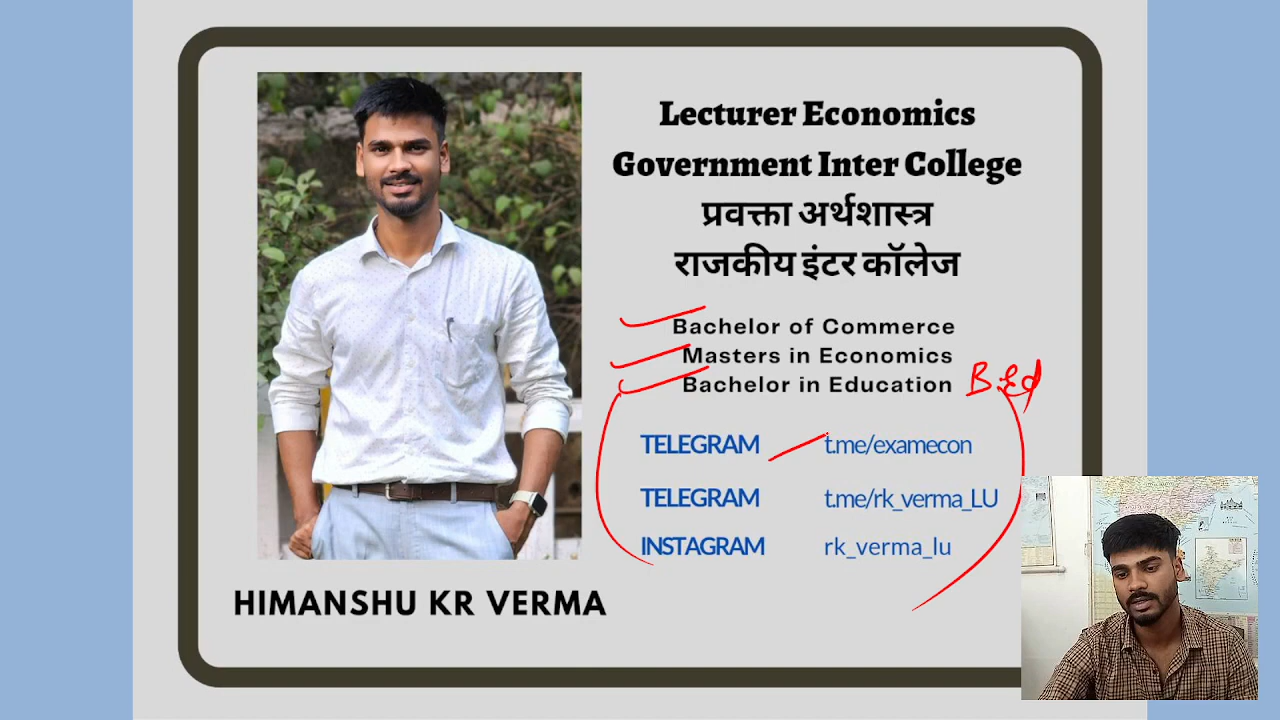 Lecturer Economics
Government Inter College
प्रवक्ता अर्थशास्त्र
राजकीय इंटर कॉलेज
Bachelor of Commerce
Masters in Economics
Bachelor in Education B.Ed
TELEGRAM t.me/examecon
TELEGRAM t.me/rk_verma_LU
INSTAGRAM rk_verma_lu
HIMANSHU KR VERMA